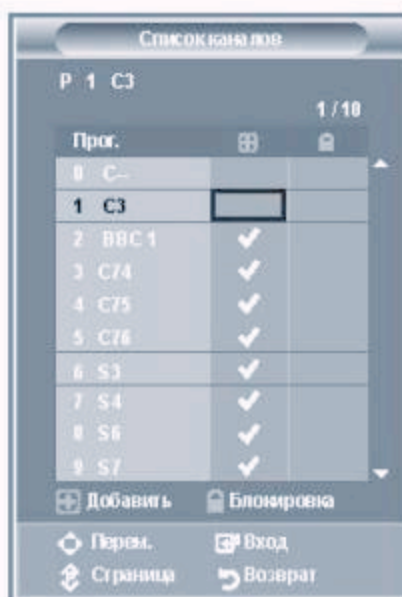 Список каналов
P 1 C3
1 / 10
Прог.
0 C--
1 C3
2 BBC 1
3 C74
4 C75
5 C76
6 S3
7 S4
8 S6
9 S7
Добавить Блокировка
Перем. Вход
Страница Возврат